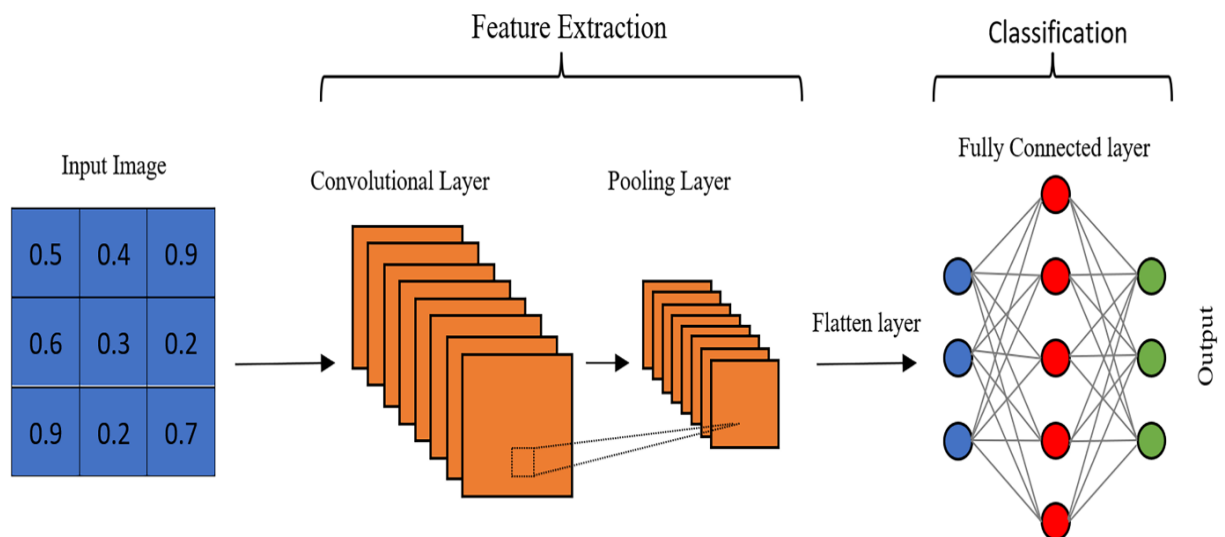 Feature Extraction
Classification
Input Image
Convolutional Layer
Pooling Layer
Fully Connected layer
0.5 0.4 0.9
0.6 0.3 0.2
0.9 0.2 0.7
Flatten layer
Output